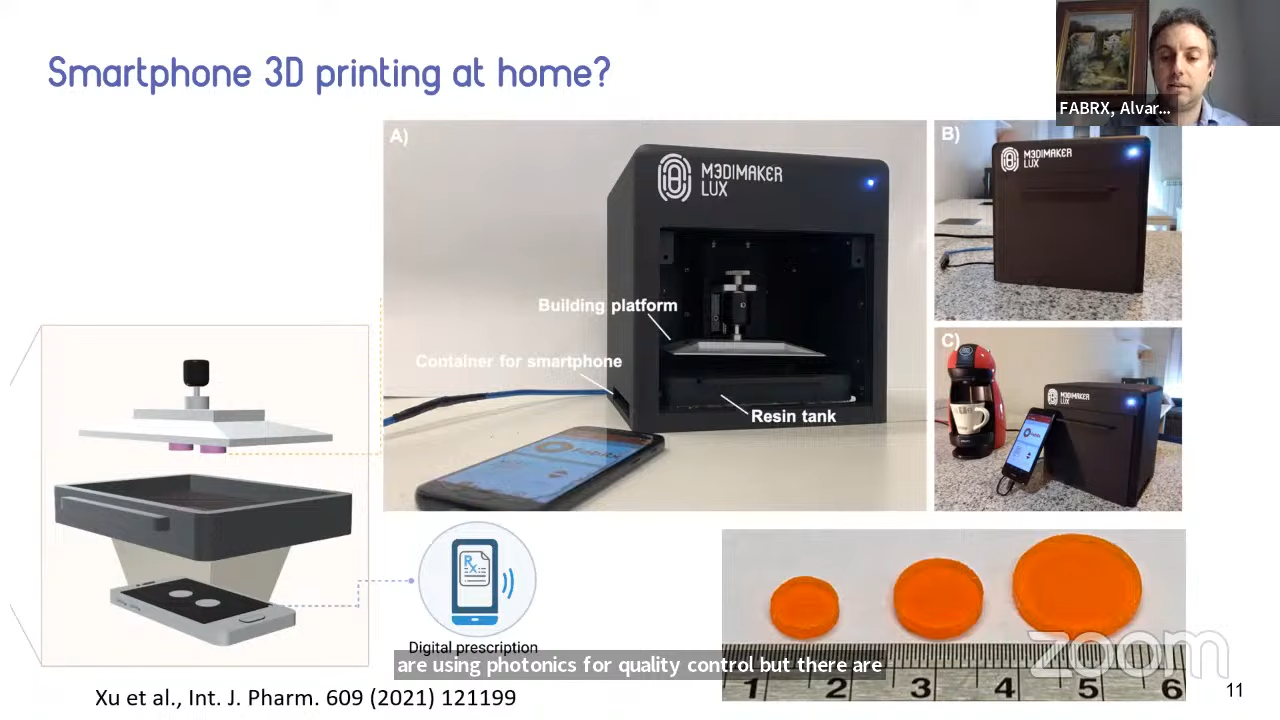 Smartphone 3D printing at home?
FABRX, Alvar...
A)
M3DIMAKER
LUX
Building platform
Container for smartphone
Resin tank
FabRx
B)
M3DIMAKER
LUX
C)
M3DIMAKER
LUX
Rx
Digital prescription
are using photonics for quality control but there are
1 2 3 4 5 6
zoom
Xu et al., Int. J. Pharm. 609 (2021) 121199
11